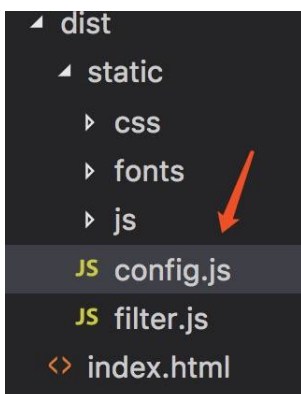 dist
static
css
fonts
js
JS config.js
JS filter.js
<> index.html